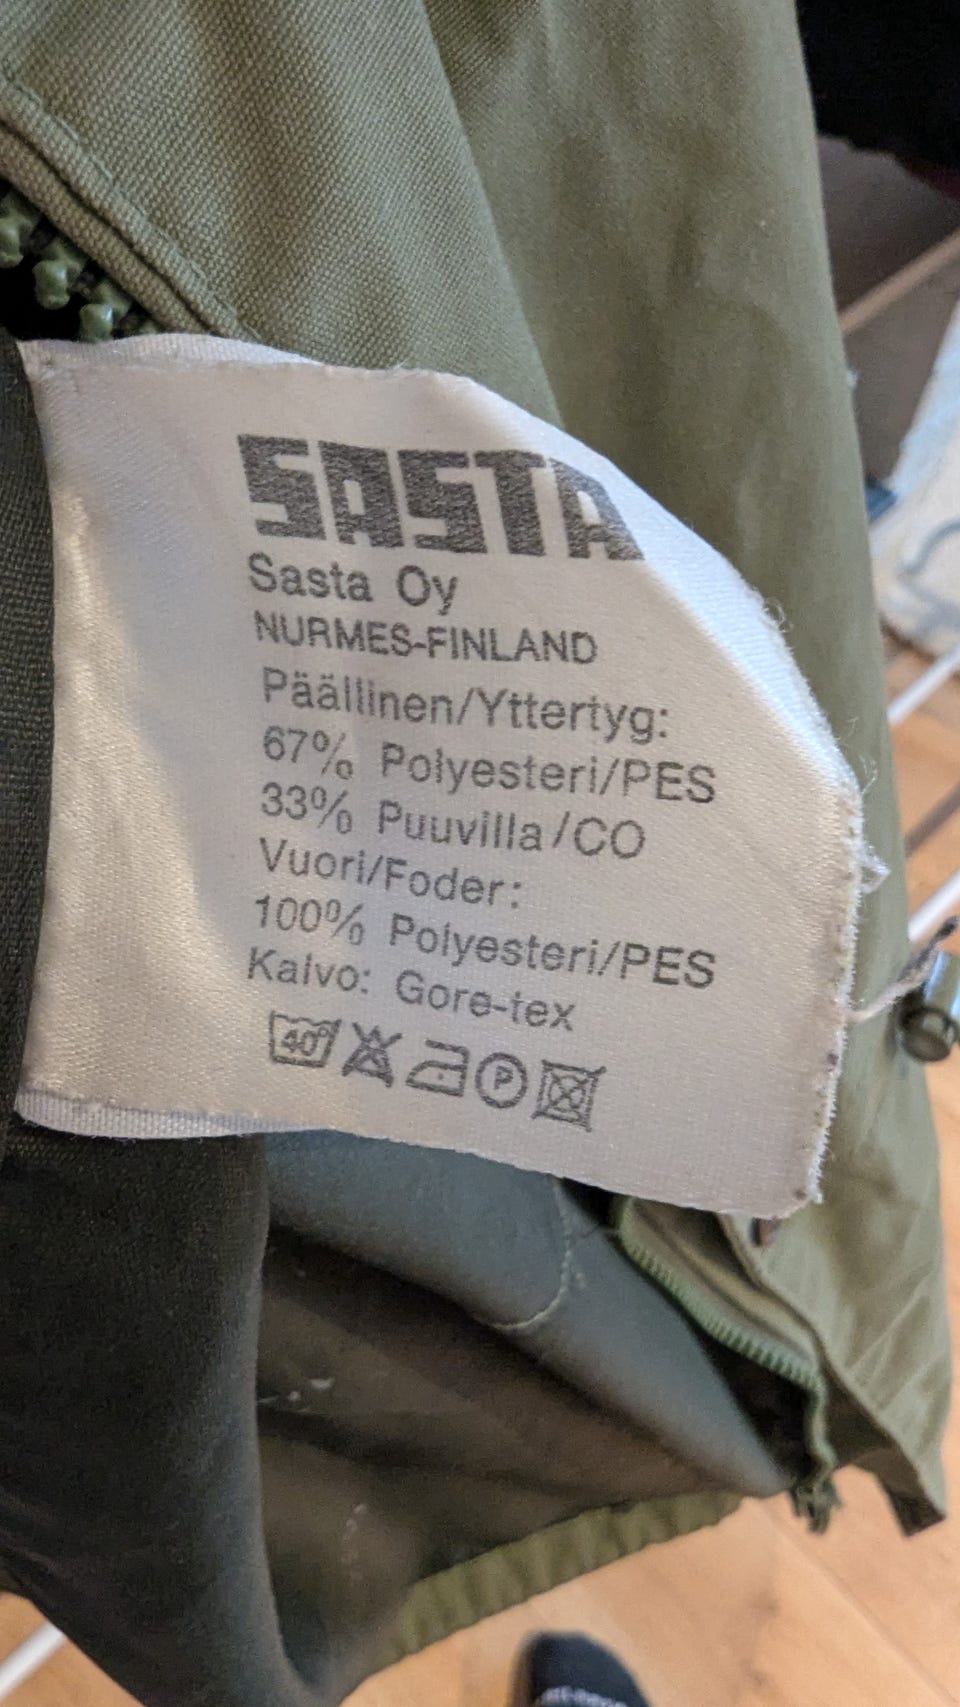 SASTA
Sasta Oy
NURMES-FINLAND
Päällinen/Yttertyg:
67% Polyesteri/PES
33% Puuvilla/CO
Vuori/Foder:
100% Polyesteri/PES
Kalvo: Gore-tex
40° P